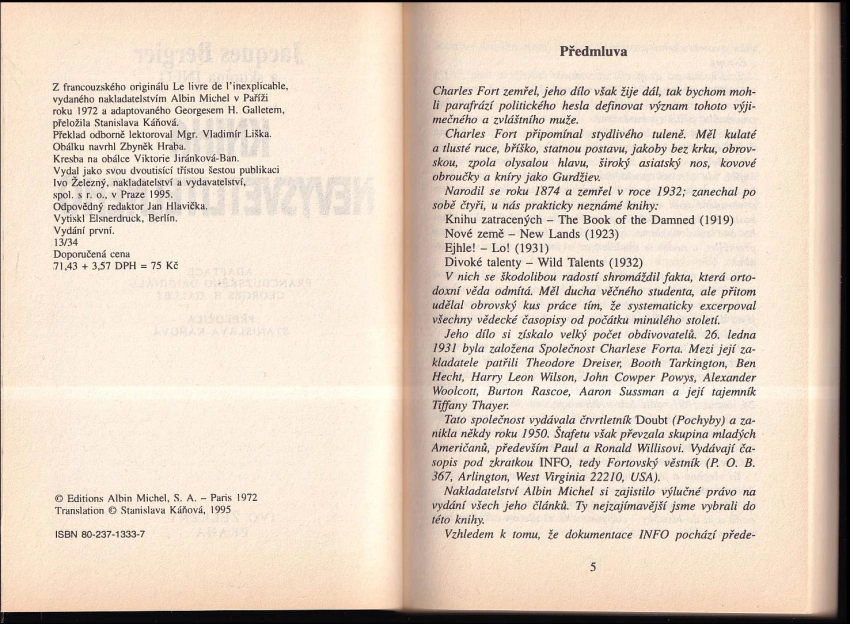 Z francouzského originálu Le livre de l'inexplicable,
vydaného nakladatelstvím Albin Michel v Paříži
roku 1972 a adaptovaného Georgesem H. Galletem,
přeložila Stanislava Káňová.
Překlad odborně lektoroval Mgr. Vladimír Liška.
Obálku navrhl Zbyněk Hraba.
Kresba na obálce Viktorie Jiránková-Ban.
Vydal jako svou dvoutisící třístou šestou publikaci
Ivo Železný, nakladatelství a vydavatelství,
spol. s r. o., v Praze 1995.
Odpovědný redaktor Jan Hlavička.
Vytiskl Elsnerdruck, Berlín.
Vydání první.
13/34
Doporučená cena
71,43 + 3,57 DPH = 75 Kč
© Editions Albin Michel, S. A. – Paris 1972
Translation © Stanislava Káňová, 1995
ISBN 80-237-1333-7
Předmluva
Charles Fort zemřel, jeho dílo však žije dál, tak bychom moh-
li parafrází politického hesla definovat význam tohoto výji-
mečného a zvláštního muže.
Charles Fort připomínal stydlivého tuleně. Měl kulaté
a tlusté ruce, bříško, statnou postavu, jakoby bez krku, obrov-
skou, zpola olysalou hlavu, široký asiatský nos, kovové
obroučky a kníry jako Gurdžiev.
Narodil se roku 1874 a zemřel v roce 1932; zanechal po
sobě čtyři, u nás prakticky neznámé knihy:
Knihu zatracených – The Book of the Damned (1919)
Nové země – New Lands (1923)
Ejhle! – Lo! (1931)
Divoké talenty – Wild Talents (1932)
V nich se škodolibou radostí shromáždil fakta, která orto-
doxní věda odmítá. Měl ducha věčného studenta, ale přitom
udělal obrovský kus práce tím, že systematicky excerpoval
všechny vědecké časopisy od počátku minulého století.
Jeho dílo si získalo velký počet obdivovatelů. 26. ledna
1931 byla založena Společnost Charlese Forta. Mezi její za-
kladatele patřili Theodore Dreiser, Booth Tarkington, Ben
Hecht, Harry Leon Wilson, John Cowper Powys, Alexander
Woolcott, Burton Rascoe, Aaron Sussman a její tajemník
Tiffany Thayer.
Tato společnost vydávala čtvrtletník Doubt (Pochyby) a za-
nikla někdy roku 1950. Štafetu však převzala skupina mladých
Američanů, především Paul a Ronald Willisovi. Vydávají ča-
sopis pod zkratkou INFO, tedy Fortovský věstník (P. O. B.
367, Arlington, West Virginia 22210, USA).
Nakladatelství Albin Michel si zajistilo výlučné právo na
vydání všech jeho článků. Ty nejzajímavější jsme vybrali do
této knihy.
Vzhledem k tomu, že dokumentace INFO pochází přede-
5